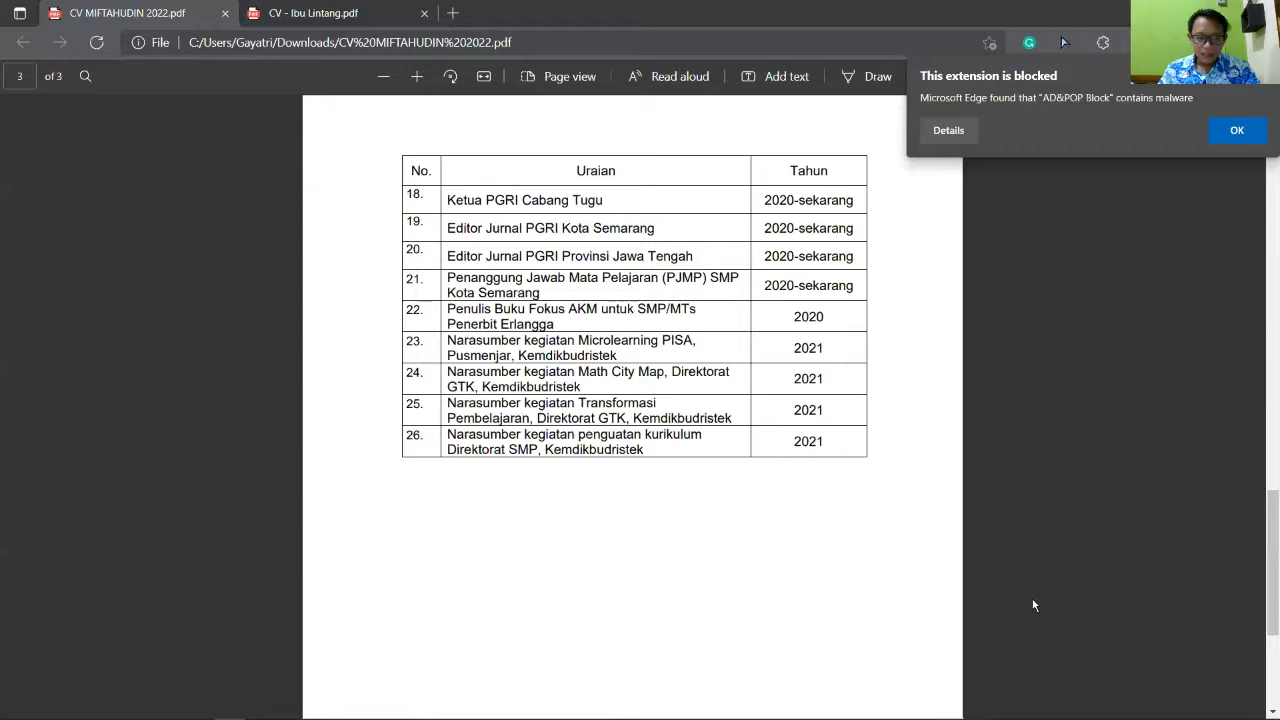 CV MIFTAHUDIN 2022.pdf
CV - Ibu Lintang.pdf
File
C:/Users/Gayatri/Downloads/CV%20MIFTAHUDIN%202022.pdf
3 of 3
Page view
Read aloud
Add text
Draw
This extension is blocked
Microsoft Edge found that "AD&POP Block" contains malware
Details
OK
No. Uraian Tahun
18. Ketua PGRI Cabang Tugu 2020-sekarang
19. Editor Jurnal PGRI Kota Semarang 2020-sekarang
20. Editor Jurnal PGRI Provinsi Jawa Tengah 2020-sekarang
21. Penanggung Jawab Mata Pelajaran (PJMP) SMP
Kota Semarang
2020-sekarang
22. Penulis Buku Fokus AKM untuk SMP/MTs
Penerbit Erlangga
2020
23. Narasumber kegiatan Microlearning PISA,
Pusmenjar, Kemdikbudristek
2021
24. Narasumber kegiatan Math City Map, Direktorat
GTK, Kemdikbudristek
2021
25. Narasumber kegiatan Transformasi
Pembelajaran, Direktorat GTK, Kemdikbudristek
2021
26. Narasumber kegiatan penguatan kurikulum
Direktorat SMP, Kemdikbudristek
2021